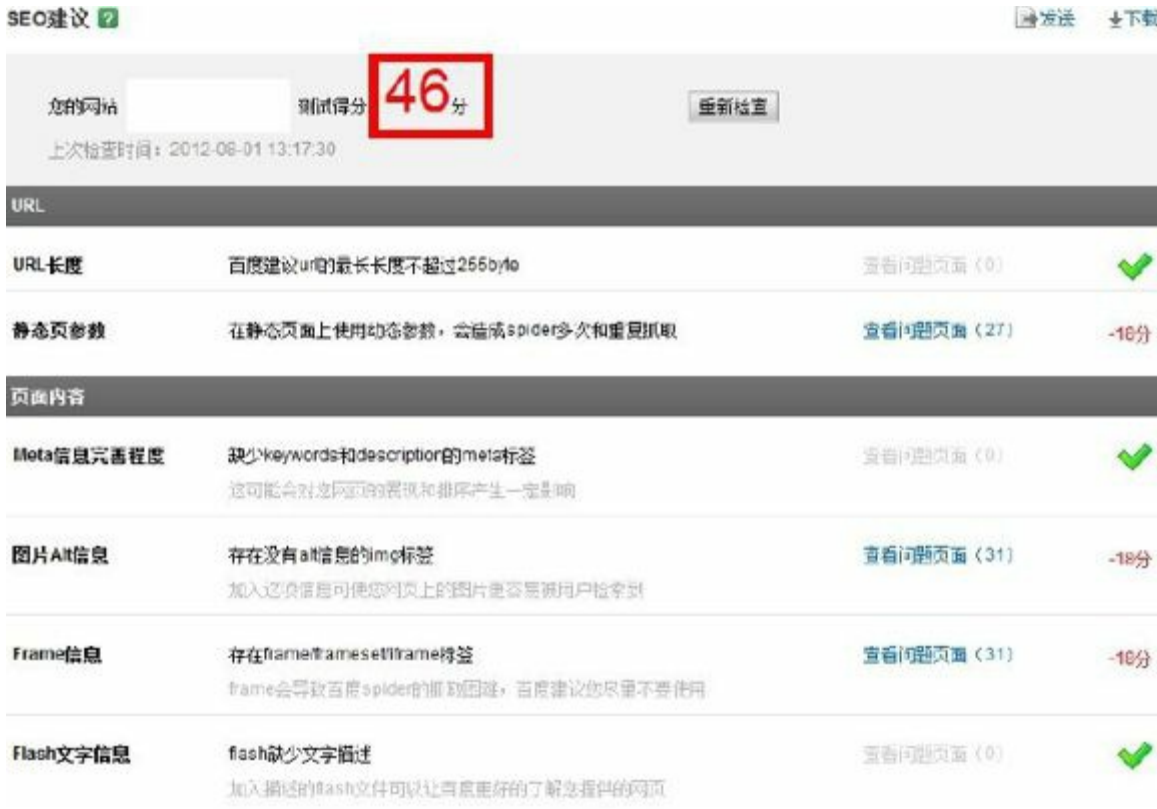 SEO建议 ?
发送 下载
您的网站 测试得分 46分 重新检查
上次检查时间：2012-08-01 13:17:30
URL
URL长度 百度建议url的最长长度不超过255byte 查看问题页面（0）
静态页参数 在静态页面上使用动态参数，会造成spider多次和重复抓取 查看问题页面（27） -18分
页面内容
Meta信息完善程度 缺少keywords和description的meta标签 查看问题页面（0）
这可能会对您网页的展现和排序产生一定影响
图片Alt信息 存在没有alt信息的img标签 查看问题页面（31） -18分
加入这项信息可使您网页上的图片更容易被用户检索到
Frame信息 存在frame/frameset/iframe标签 查看问题页面（31） -18分
frame会导致百度spider的抓取困难，百度建议您尽量不要使用
Flash文字信息 flash缺少文字描述 查看问题页面（0）
加入描述的flash文件可以让百度更好的了解您提供的网页